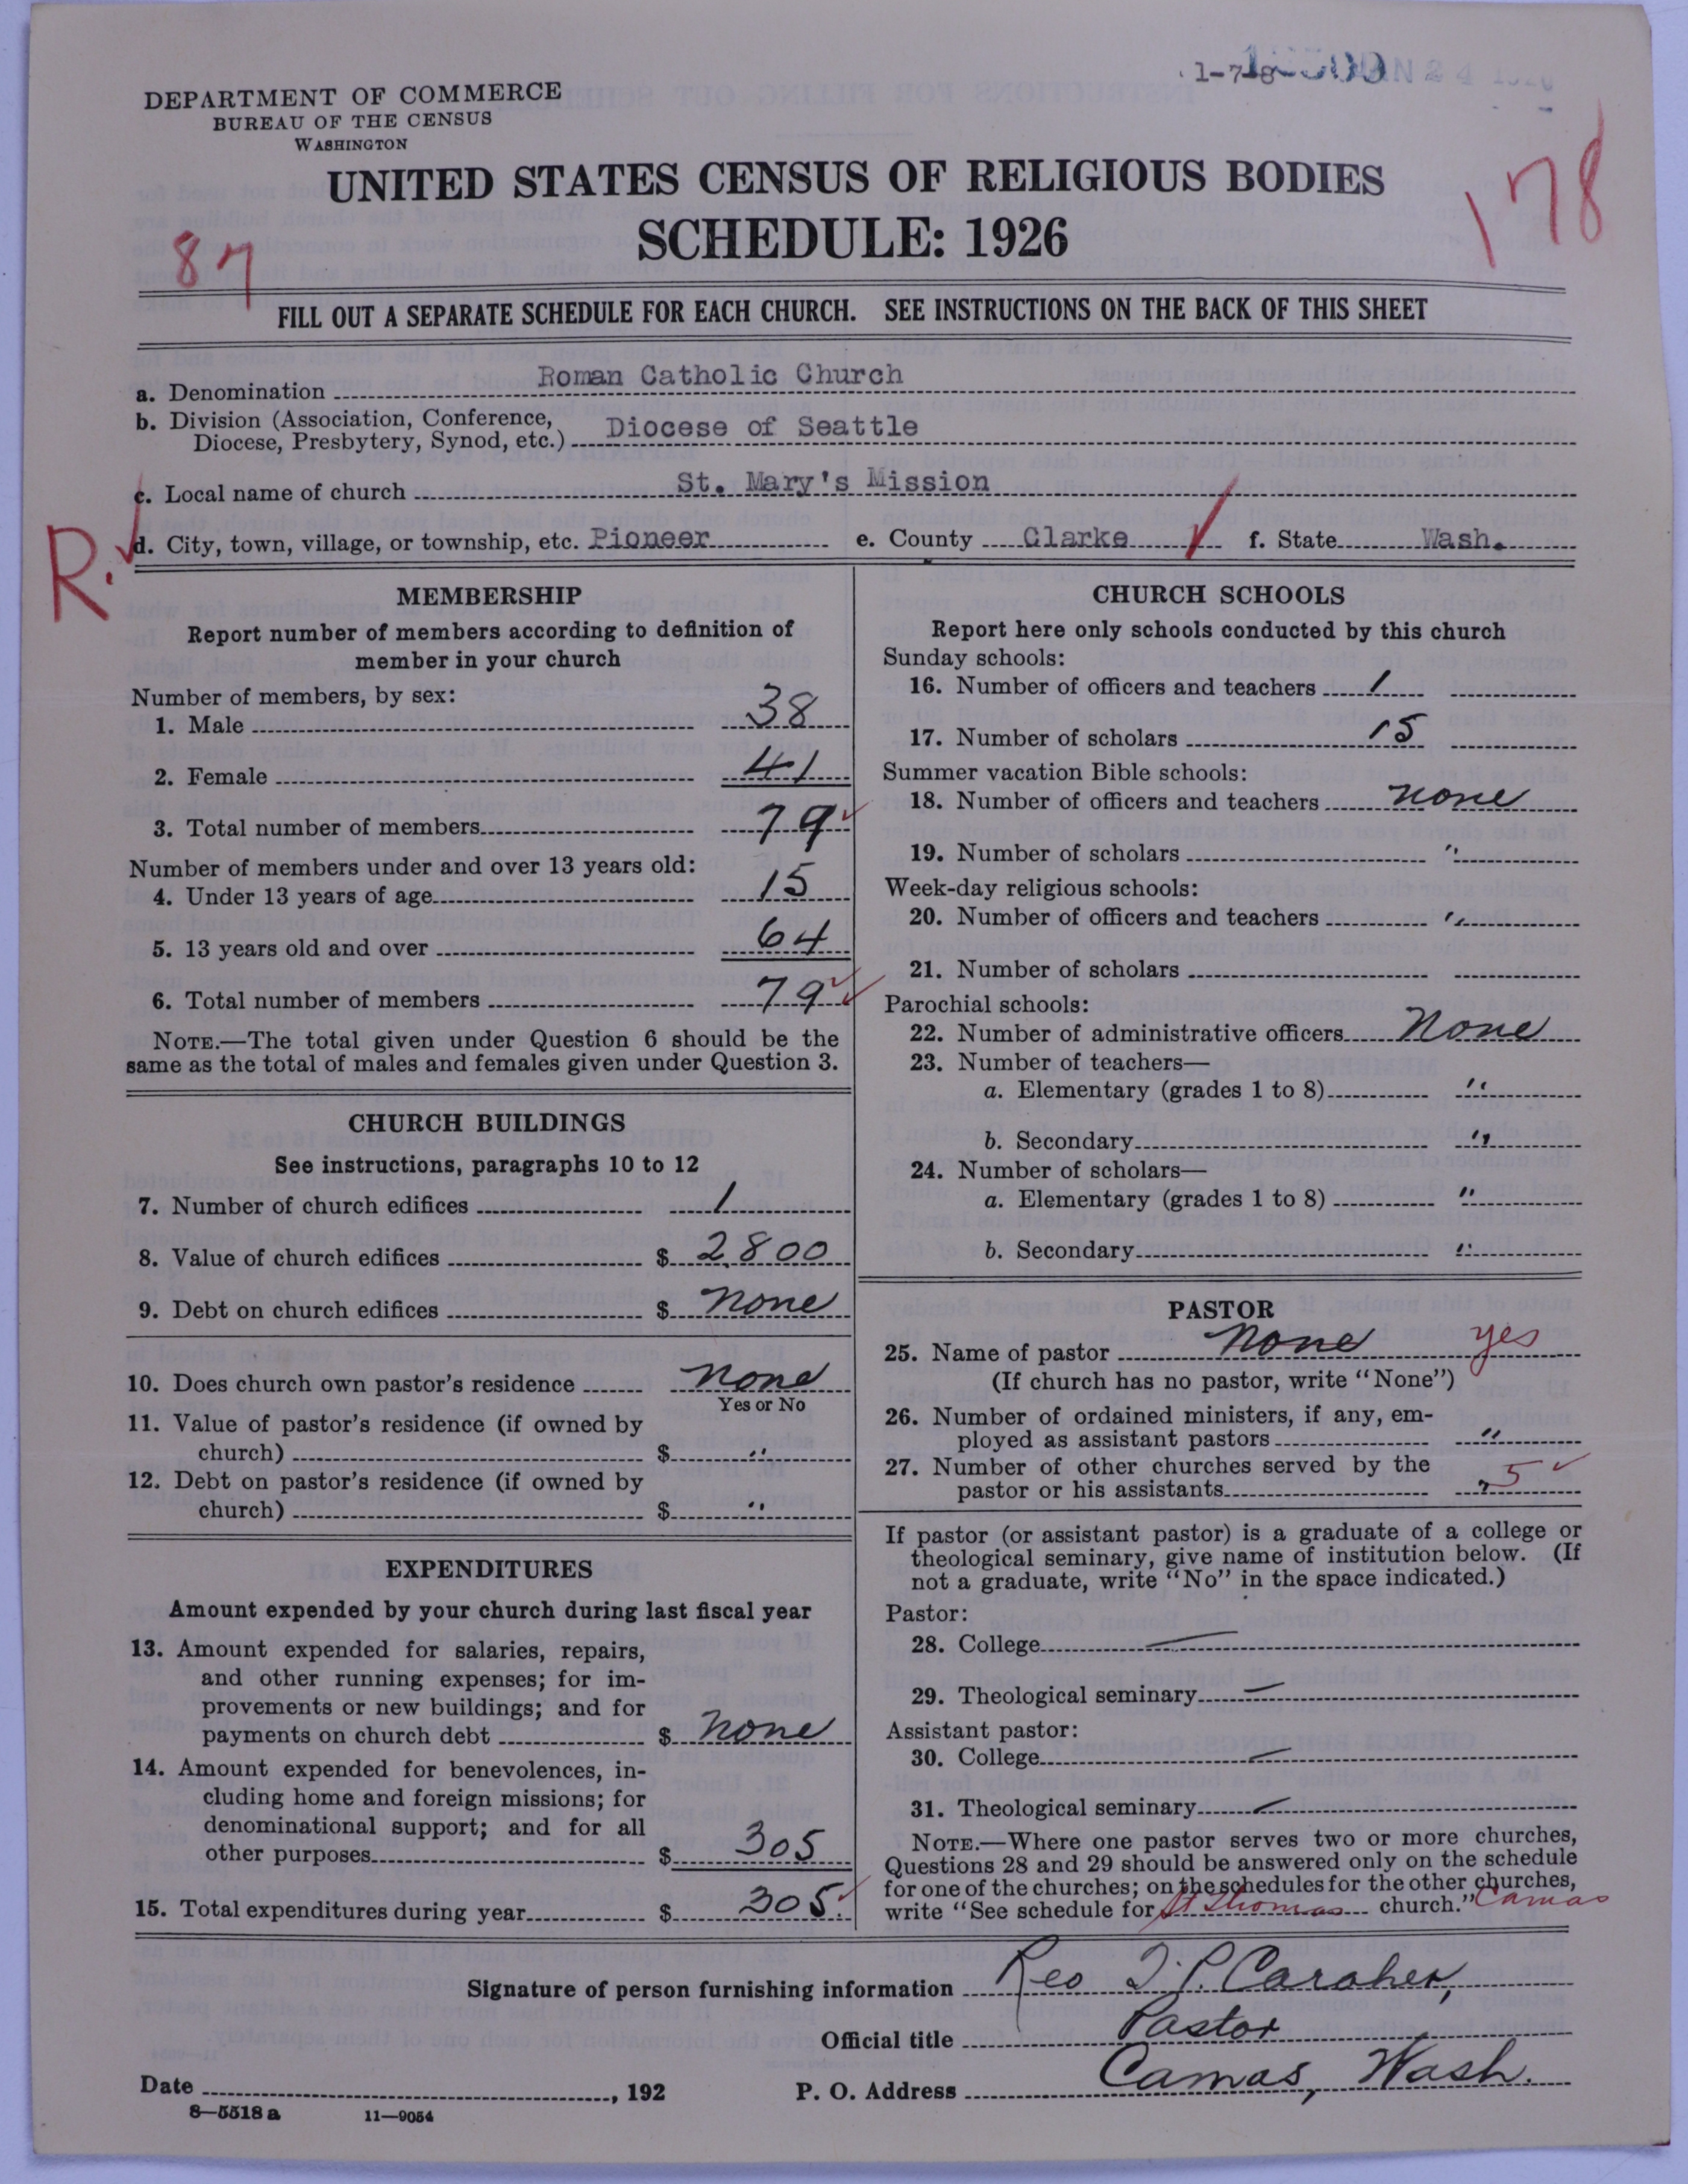 1-7-8
DEPARTMENT OF COMMERCE
BUREAU OF THE CENSUS
WASHINGTON
UNITED STATES CENSUS OF RELIGIOUS BODIES
178
SCHEDULE: 1926
87
FILL OUT A SEPARATE SCHEDULE FOR EACH CHURCH. SEE INSTRUCTIONS ON THE BACK OF THIS SHEET
a. Denomination Roman Catholic Church
b. Division (Association, Conference,
Diocese, Presbytery, Synod, etc.) Diocese of Seattle
c. Local name of church St. Mary's Mission
R. d. City, town, village, or township, etc. Pioneer e. County Clarke f. State Wash.
MEMBERSHIP
Report number of members according to definition of
member in your church
Number of members, by sex:
1. Male 38
2. Female 41
3. Total number of members 79
Number of members under and over 13 years old:
4. Under 13 years of age 15
5. 13 years old and over 64
6. Total number of members 79
NOTE.—The total given under Question 6 should be the
same as the total of males and females given under Question 3.
CHURCH BUILDINGS
See instructions, paragraphs 10 to 12
7. Number of church edifices 1
8. Value of church edifices $ 2800
9. Debt on church edifices $ none
10. Does church own pastor's residence none
Yes or No
11. Value of pastor's residence (if owned by
church) $ "
12. Debt on pastor's residence (if owned by
church) $ "
EXPENDITURES
Amount expended by your church during last fiscal year
13. Amount expended for salaries, repairs,
and other running expenses; for im-
provements or new buildings; and for
payments on church debt $ none
14. Amount expended for benevolences, in-
cluding home and foreign missions; for
denominational support; and for all
other purposes $ 305
15. Total expenditures during year $ 305
CHURCH SCHOOLS
Report here only schools conducted by this church
Sunday schools:
16. Number of officers and teachers 1
17. Number of scholars 15
Summer vacation Bible schools:
18. Number of officers and teachers none
19. Number of scholars "
Week-day religious schools:
20. Number of officers and teachers "
21. Number of scholars
Parochial schools:
22. Number of administrative officers None
23. Number of teachers—
a. Elementary (grades 1 to 8) "
b. Secondary "
24. Number of scholars—
a. Elementary (grades 1 to 8) "
b. Secondary "
PASTOR
25. Name of pastor None yes
(If church has no pastor, write "None")
26. Number of ordained ministers, if any, em-
ployed as assistant pastors "
27. Number of other churches served by the
pastor or his assistants 5
If pastor (or assistant pastor) is a graduate of a college or
theological seminary, give name of institution below. (If
not a graduate, write "No" in the space indicated.)
Pastor:
28. College —
29. Theological seminary —
Assistant pastor:
30. College —
31. Theological seminary —
NOTE.—Where one pastor serves two or more churches,
Questions 28 and 29 should be answered only on the schedule
for one of the churches; on the schedules for the other churches,
write "See schedule for St Thomas church." Camas
Signature of person furnishing information Rev J. P. Caraher,
Official title Pastor
Date , 192 P. O. Address Camas, Wash.
8—5518 a 11—9054